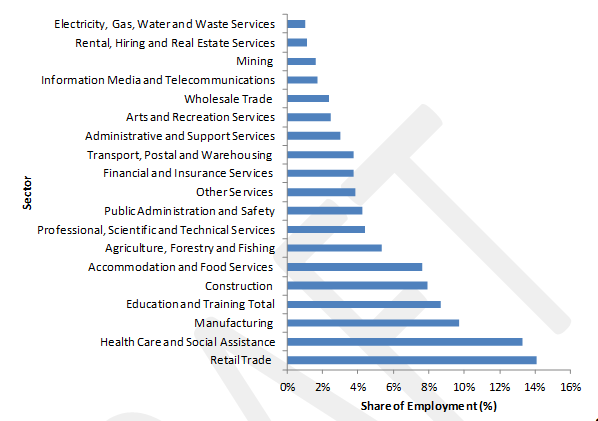 Electricity, Gas, Water and Waste Services
Rental, Hiring and Real Estate Services
Mining
Information Media and Telecommunications
Wholesale Trade
Arts and Recreation Services
Administrative and Support Services
Transport, Postal and Warehousing
Financial and Insurance Services
Other Services
Public Administration and Safety
Professional, Scientific and Technical Services
Agriculture, Forestry and Fishing
Accommodation and Food Services
Construction
Education and Training Total
Manufacturing
Health Care and Social Assistance
Retail Trade
Sector
0% 2% 4% 6% 8% 10% 12% 14% 16%
Share of Employment (%)